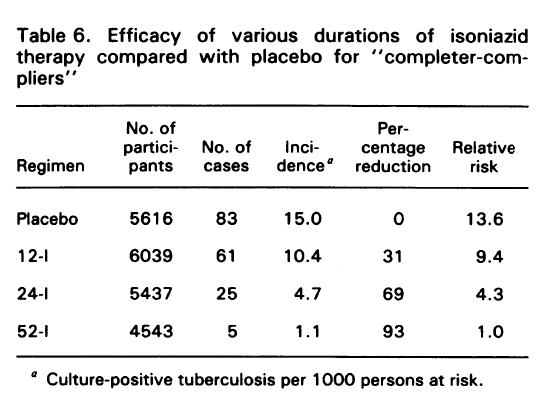 Table 6. Efficacy of various durations of isoniazid
therapy compared with placebo for "completer-com-
pliers"
Regimen No. of partici- pants No. of cases Inci- dence a Per- centage reduction Relative risk
Placebo 5616 83 15.0 0 13.6
12-I 6039 61 10.4 31 9.4
24-I 5437 25 4.7 69 4.3
52-I 4543 5 1.1 93 1.0
a Culture-positive tuberculosis per 1000 persons at risk.